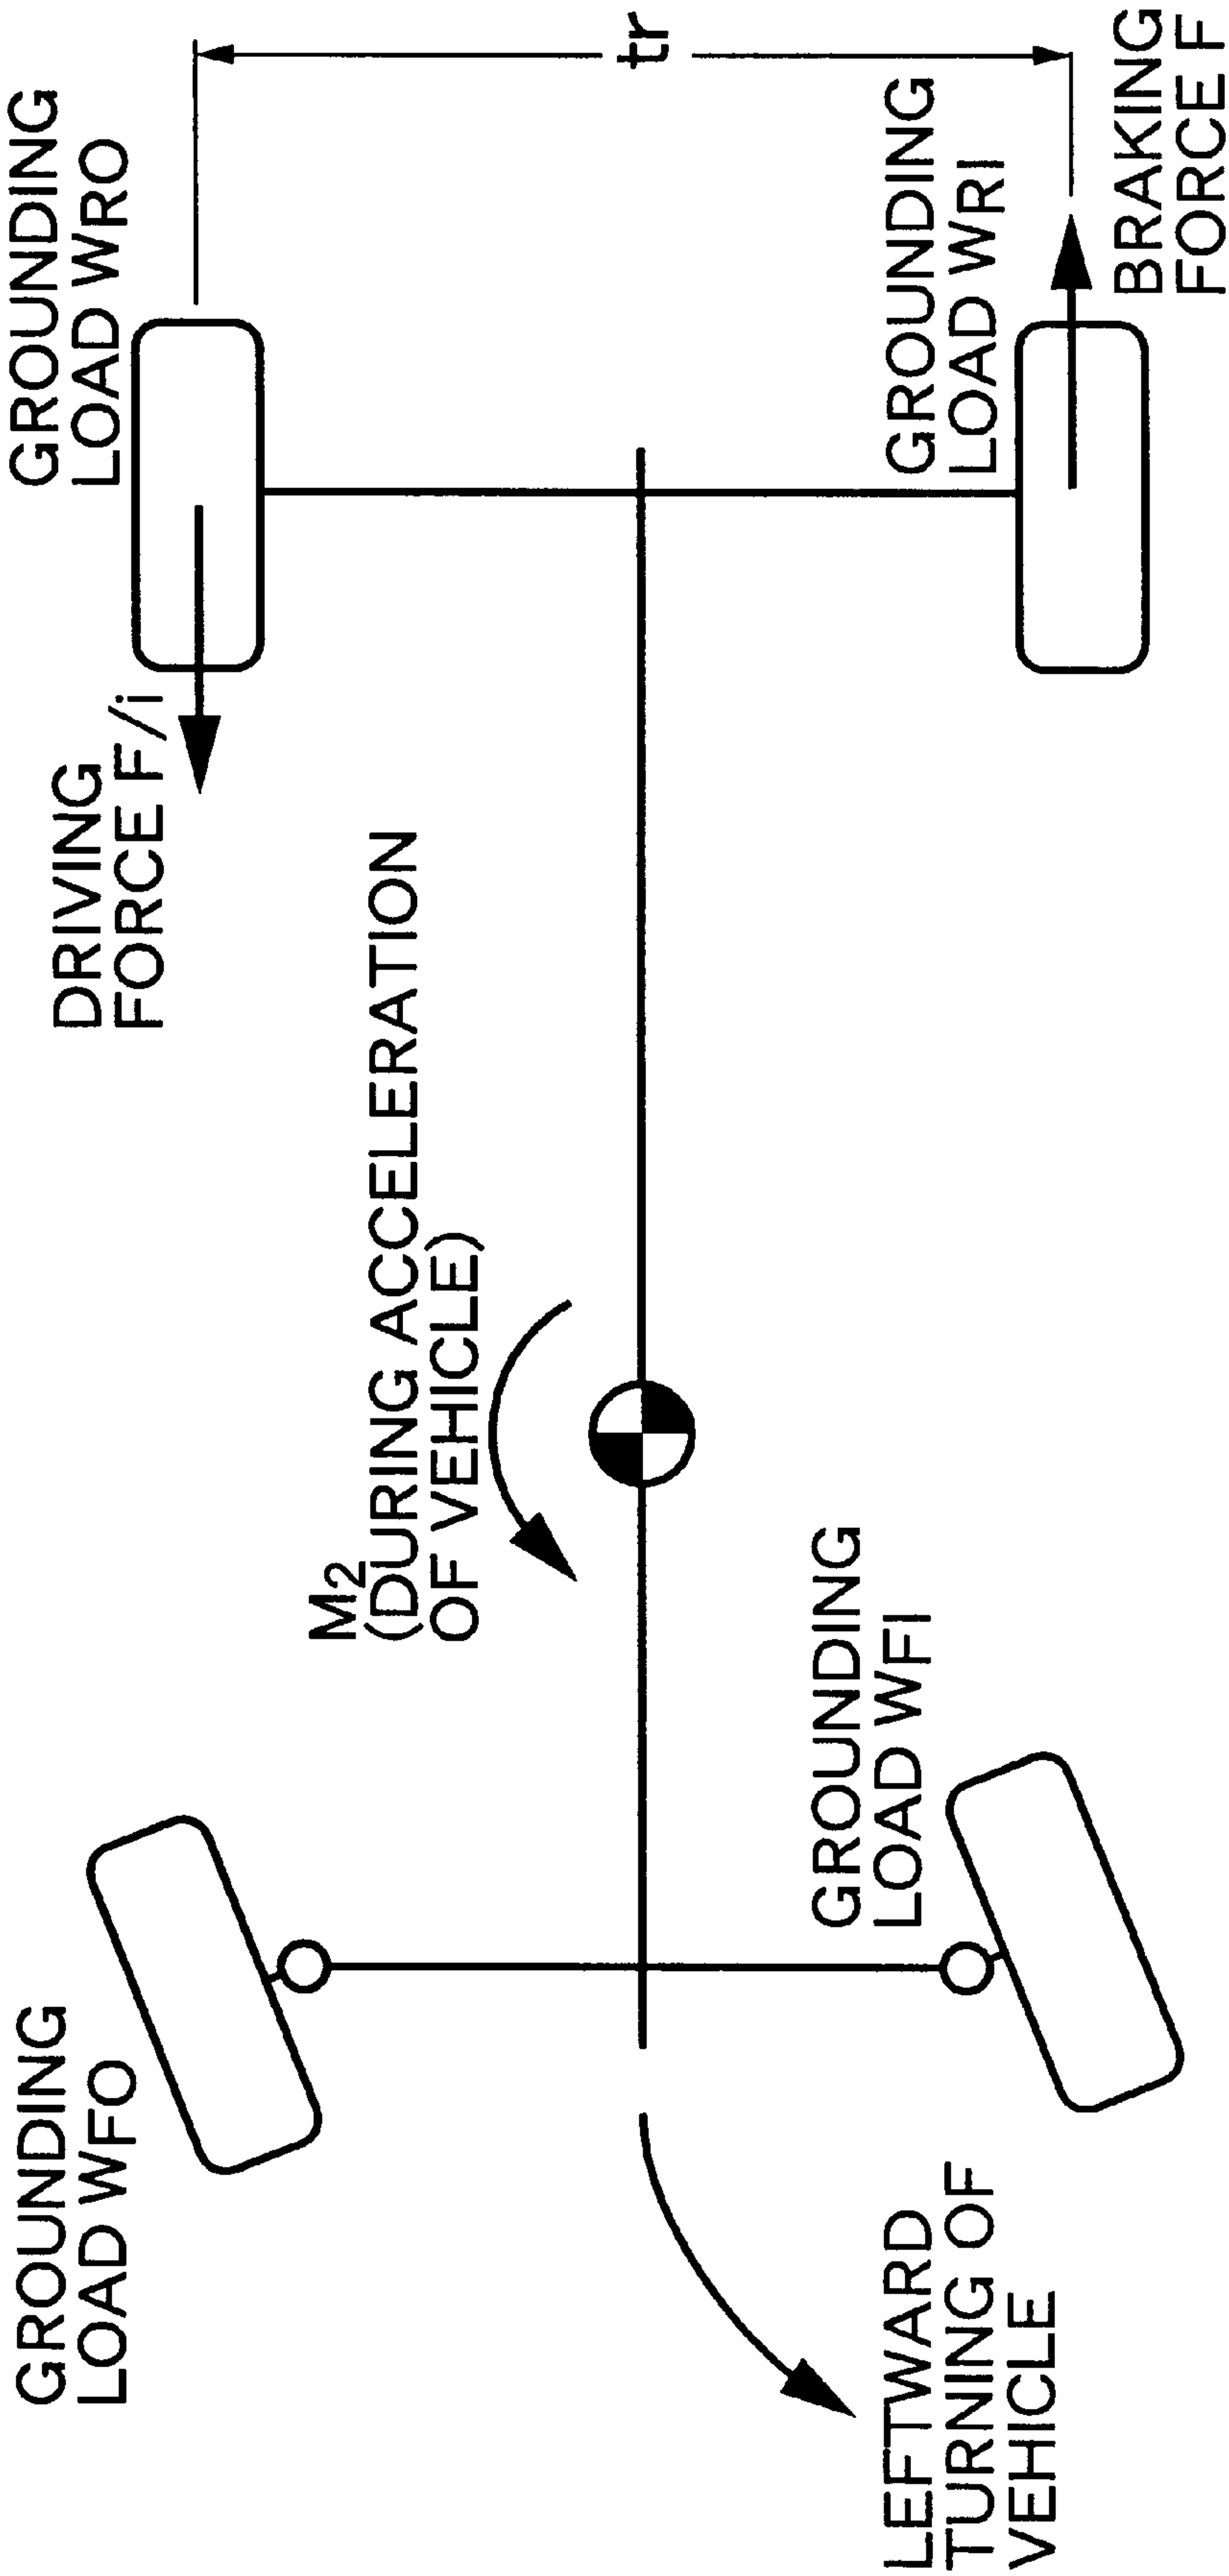 GROUNDING
LOAD WFO
GROUNDING
LOAD WRO
DRIVING
FORCE F/i
M2
(DURING ACCELERATION
OF VEHICLE)
tr
LEFTWARD
TURNING OF
VEHICLE
GROUNDING
LOAD WFI
GROUNDING
LOAD WRI
BRAKING
FORCE F